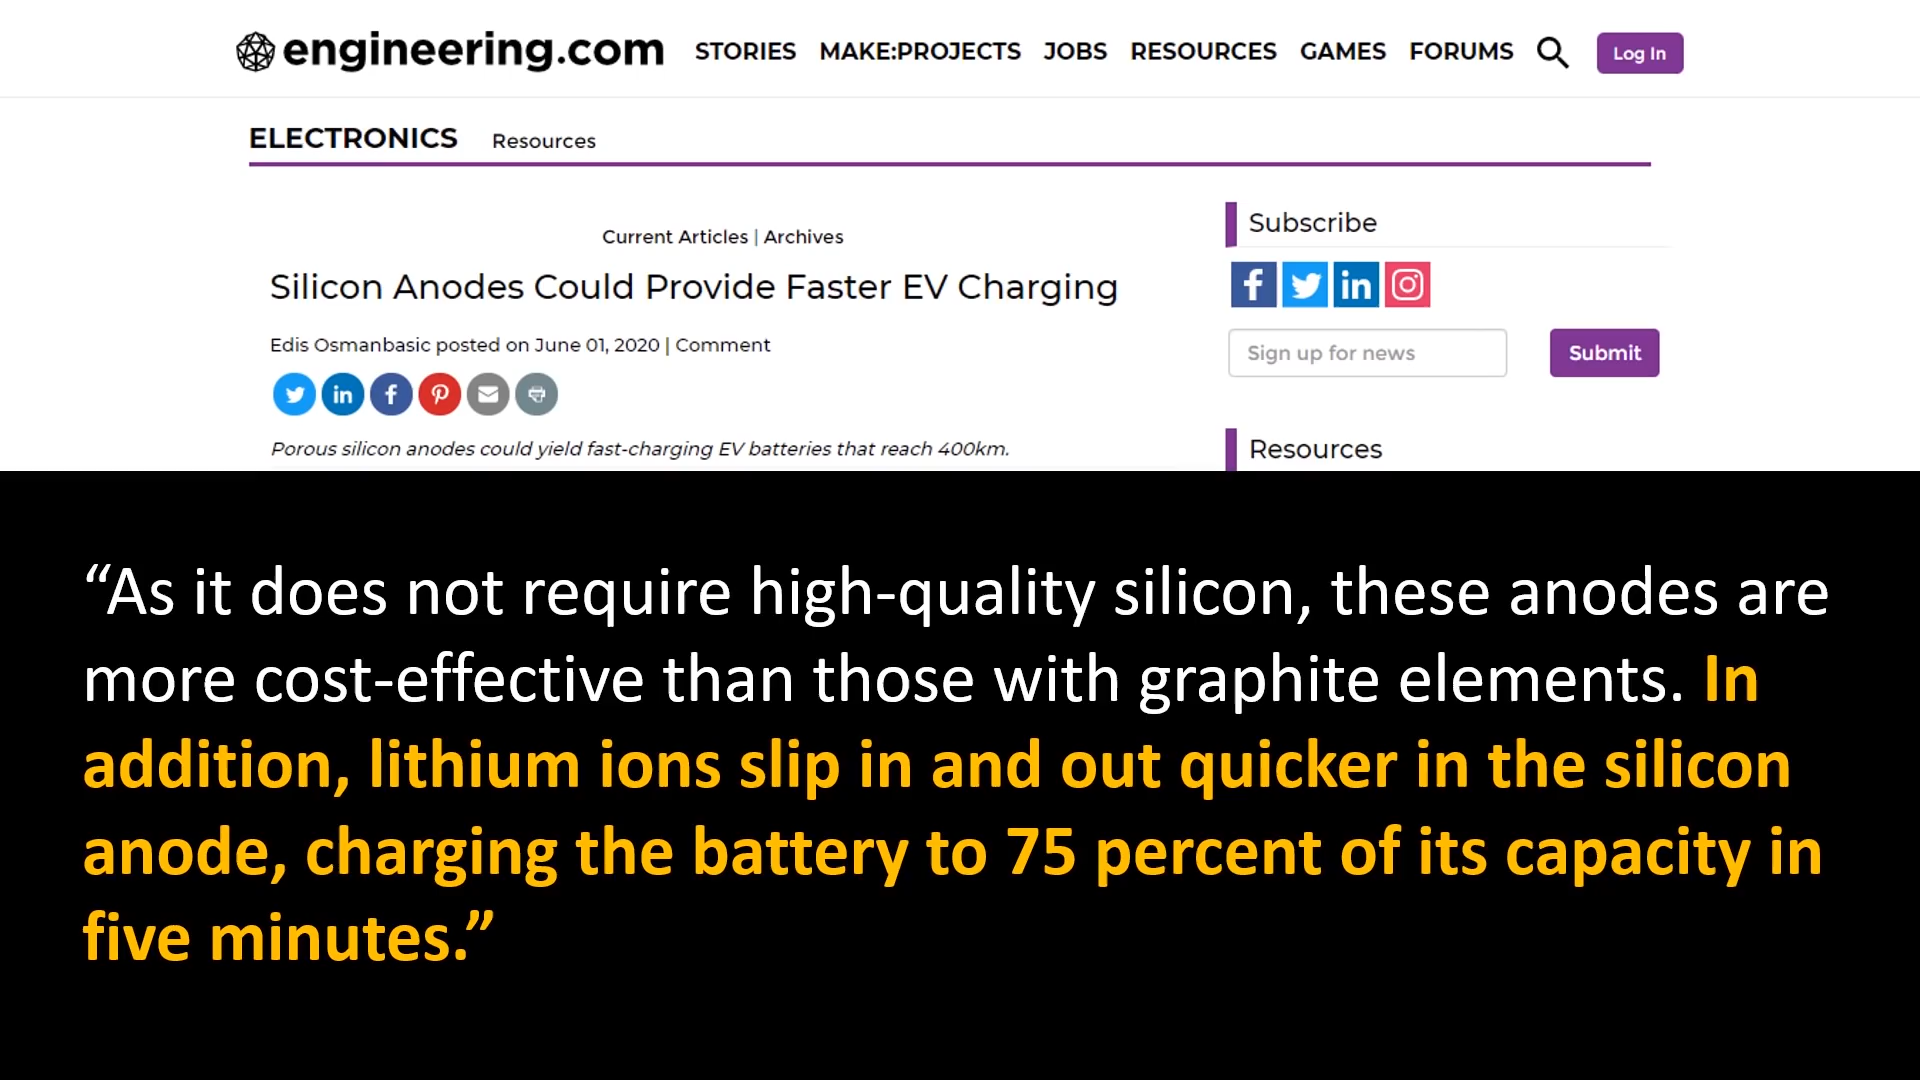 engineering.com STORIES MAKE:PROJECTS JOBS RESOURCES GAMES FORUMS Log In
ELECTRONICS Resources
Current Articles | Archives
Silicon Anodes Could Provide Faster EV Charging
Edis Osmanbasic posted on June 01, 2020 | Comment
Porous silicon anodes could yield fast-charging EV batteries that reach 400km.
Subscribe
Sign up for news Submit
Resources
“As it does not require high-quality silicon, these anodes are
more cost-effective than those with graphite elements. In
addition, lithium ions slip in and out quicker in the silicon
anode, charging the battery to 75 percent of its capacity in
five minutes.”